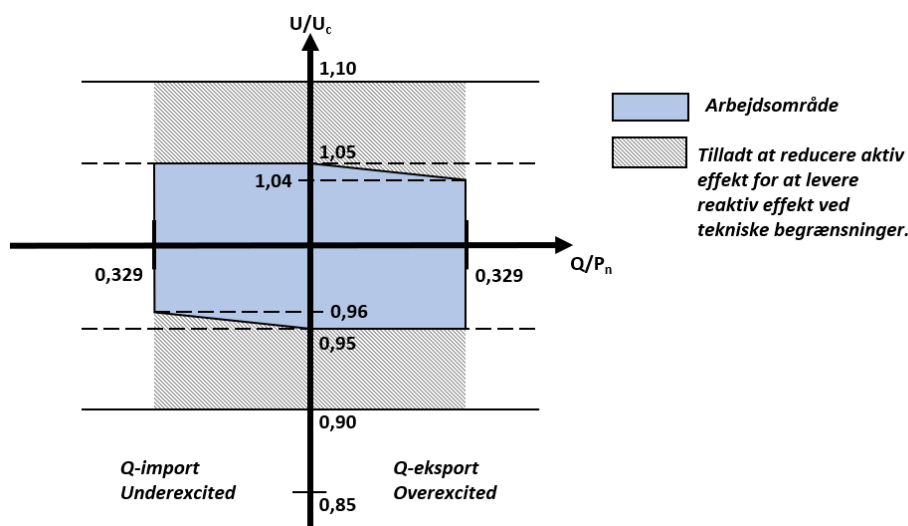 U/Uc
1,10
Arbejdsområde
1,05
Tilladt at reducere aktiv
effekt for at levere
reaktiv effekt ved
tekniske begrænsninger.
1,04
Q/Pn
0,329
0,329
0,96
0,95
0,90
Q-import
Underexcited
Q-eksport
Overexcited
0,85